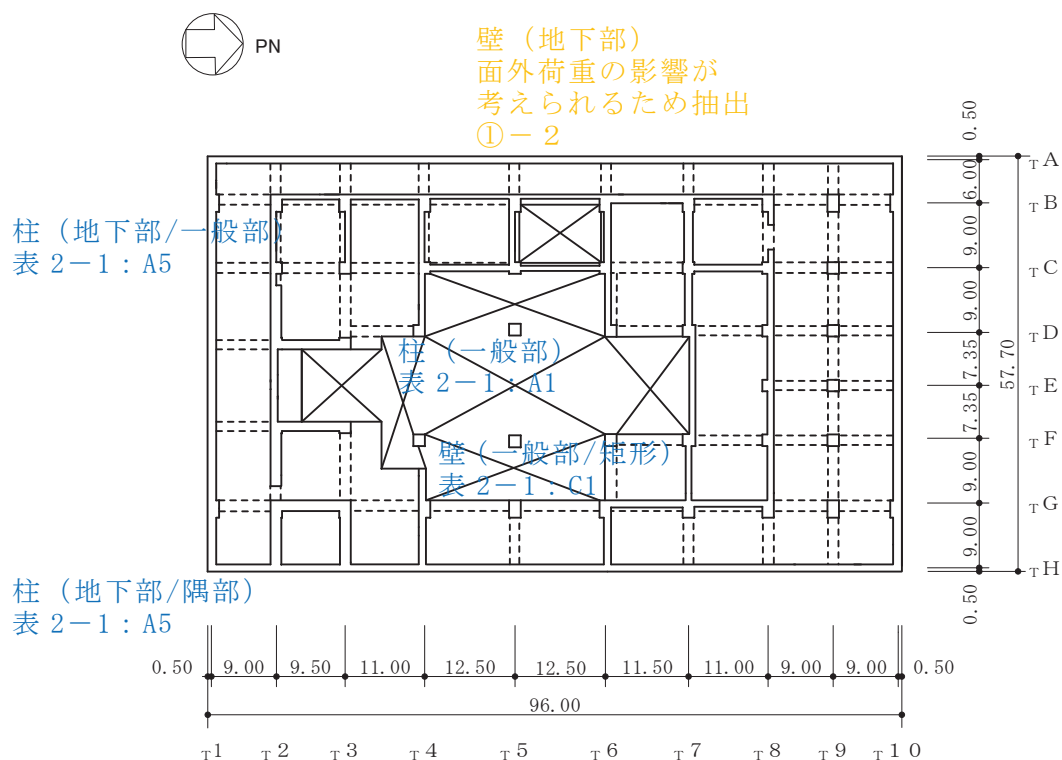 PN
壁（地下部）
面外荷重の影響が
考えられるため抽出
①－２
柱（地下部/一般部）
表 2－1：A5
柱（一般部）
表 2－1：A1
壁(一般部/矩形)
表 2－1：C1
柱（地下部/隅部）
表 2－1：A5
0.50
6.00
9.00
9.00
7.35
7.35
9.00
9.00
0.50
57.70
TA
TB
TC
TD
TE
TF
TG
TH
0.50 9.00 9.50 11.00 12.50 12.50 11.50 11.00 9.00 9.00 0.50
96.00
T1 T2 T3 T4 T5 T6 T7 T8 T9 T10